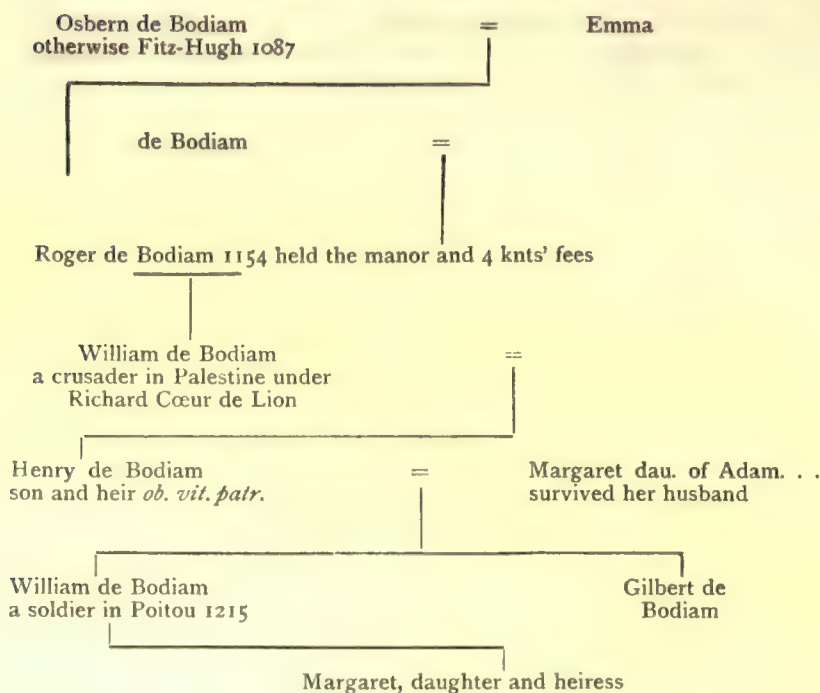 Osbern de Bodiam = Emma
otherwise Fitz-Hugh 1087
de Bodiam =
Roger de Bodiam 1154 held the manor and 4 knts' fees
William de Bodiam =
a crusader in Palestine under
Richard Cœur de Lion
Henry de Bodiam = Margaret dau. of Adam. . .
son and heir ob. vit. patr. survived her husband
William de Bodiam Gilbert de
a soldier in Poitou 1215 Bodiam
Margaret, daughter and heiress